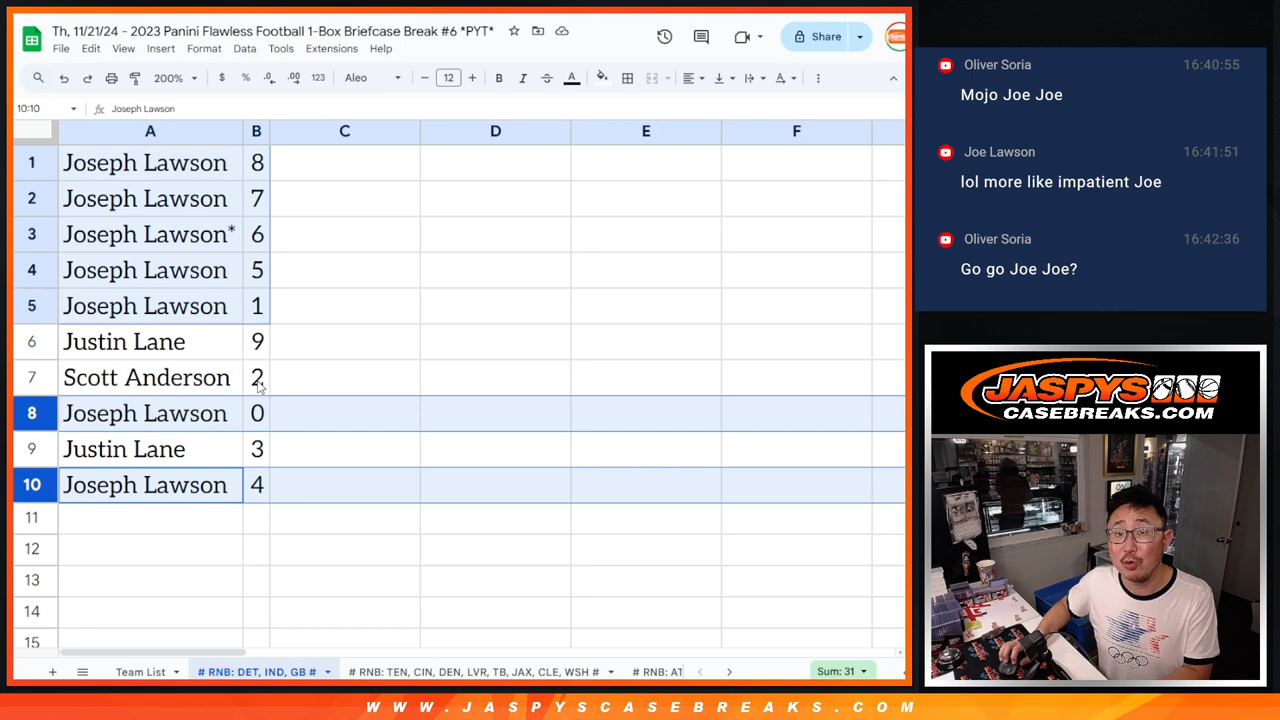 Th, 11/21/24 - 2023 Panini Flawless Football 1-Box Briefcase Break #6 *PYT*
File Edit View Insert Format Data Tools Extensions Help
Share
200% $ % .0 .00 123 Aleo 12 B I A
10:10 fx Joseph Lawson
A B C D E F
1 Joseph Lawson 8
2 Joseph Lawson 7
3 Joseph Lawson* 6
4 Joseph Lawson 5
5 Joseph Lawson 1
6 Justin Lane 9
7 Scott Anderson 2
8 Joseph Lawson 0
9 Justin Lane 3
10 Joseph Lawson 4
11
12
13
14
15
Team List # RNB: DET, IND, GB # # RNB: TEN, CIN, DEN, LVR, TB, JAX, CLE, WSH # # RNB: AT Sum: 31
Oliver Soria 16:40:55
Mojo Joe Joe
Joe Lawson 16:41:51
lol more like impatient Joe
Oliver Soria 16:42:36
Go go Joe Joe?
JASPYS
CASEBREAKS.COM
WWW.JASPYSCASEBREAKS.COM